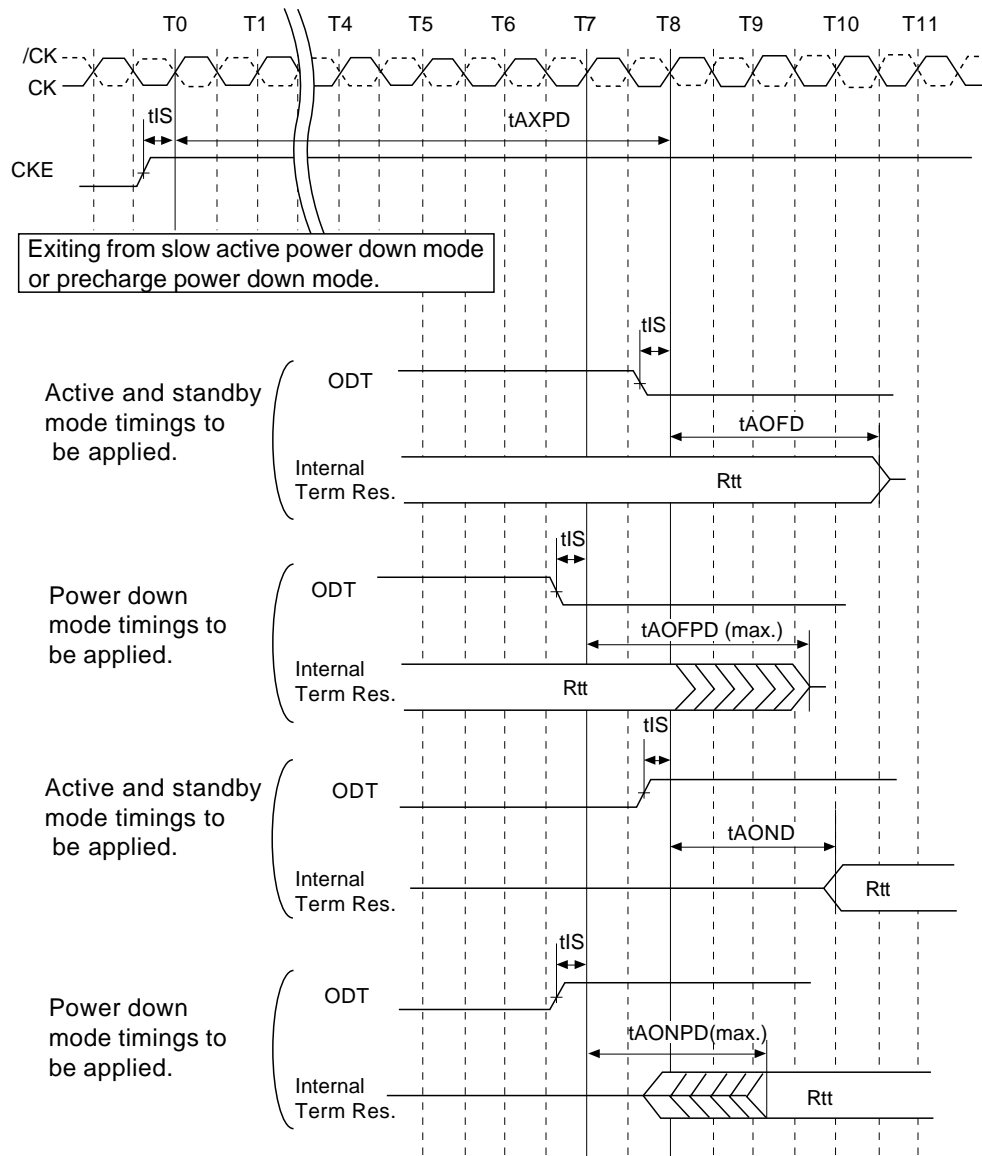 T0 T1 T4 T5 T6 T7 T8 T9 T10 T11
/CK
CK
tIS
tAXPD
CKE
Exiting from slow active power down mode
or precharge power down mode.
tIS
ODT
Active and standby
mode timings to
be applied.
tAOFD
Internal
Term Res.
Rtt
tIS
ODT
Power down
mode timings to
be applied.
tAOFPD (max.)
Internal
Term Res.
Rtt
tIS
Active and standby
mode timings to
be applied.
ODT
tAOND
Internal
Term Res.
Rtt
tIS
ODT
Power down
mode timings to
be applied.
tAONPD(max.)
Internal
Term Res.
Rtt